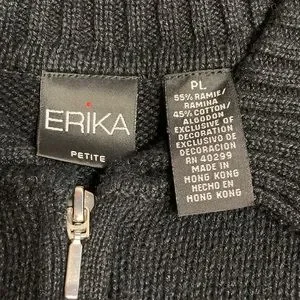 ERiKA
PETITE
PL
55% RAMIE/
RAMINA
45% COTTON/
ALGODON
EXCLUSIVE OF
DECORATION
EXCLUSIVO DE
DECORACION
RN 40299
MADE IN
HONG KONG
HECHO EN
HONG KONG